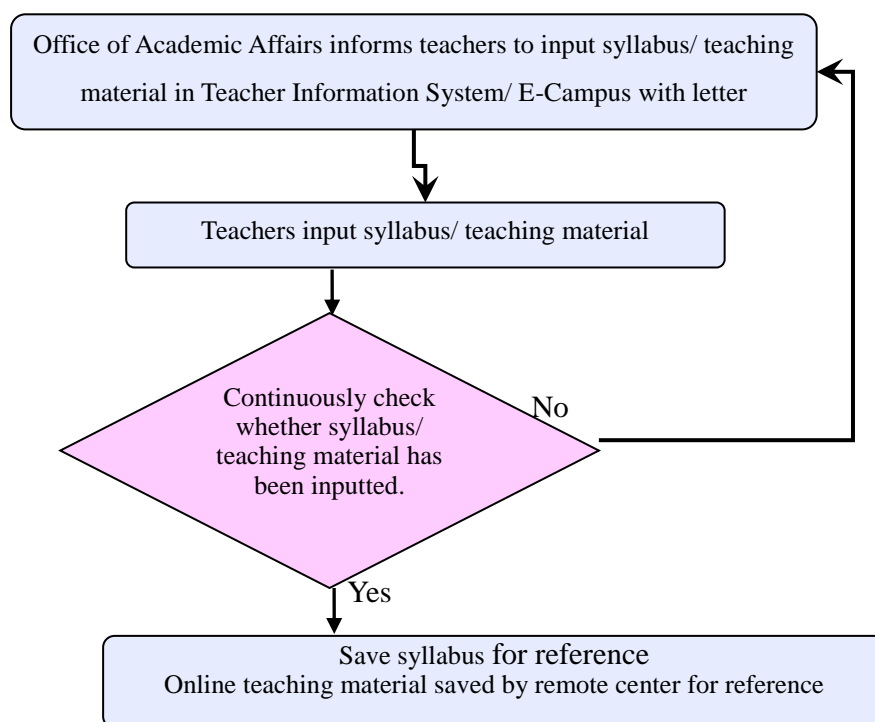 Office of Academic Affairs informs teachers to input syllabus/ teaching
material in Teacher Information System/ E-Campus with letter
Teachers input syllabus/ teaching material
Continuously check
whether syllabus/
teaching material has
been inputted.
No
Yes
Save syllabus for reference
Online teaching material saved by remote center for reference